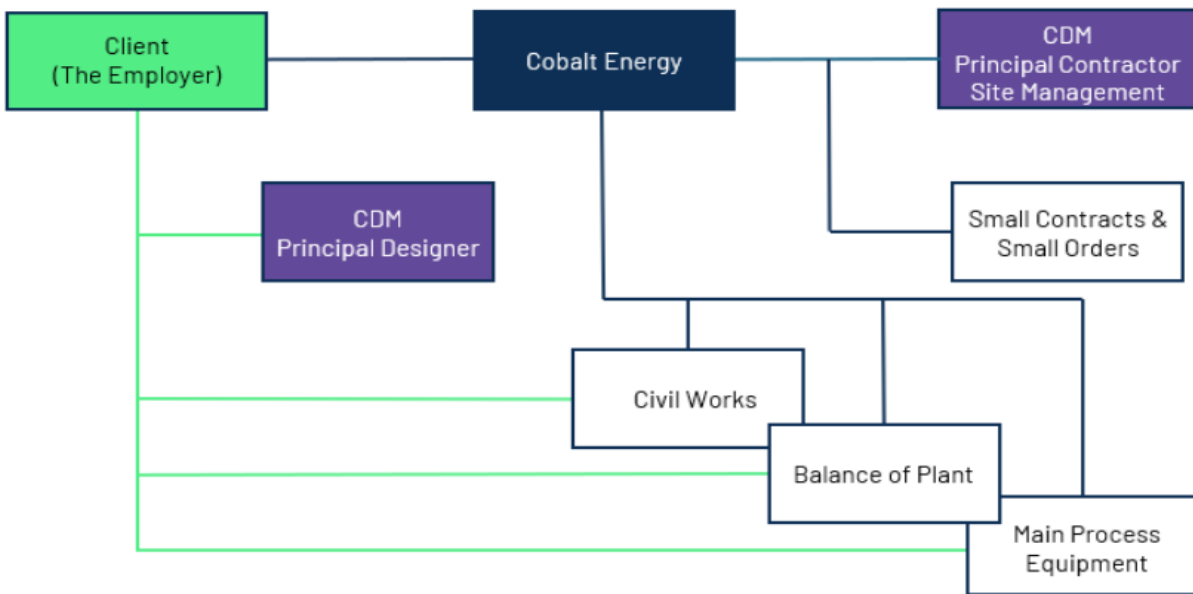 Client
(The Employer)
Cobalt Energy
CDM
Principal Contractor
Site Management
CDM
Principal Designer
Small Contracts &
Small Orders
Civil Works
Balance of Plant
Main Process
Equipment